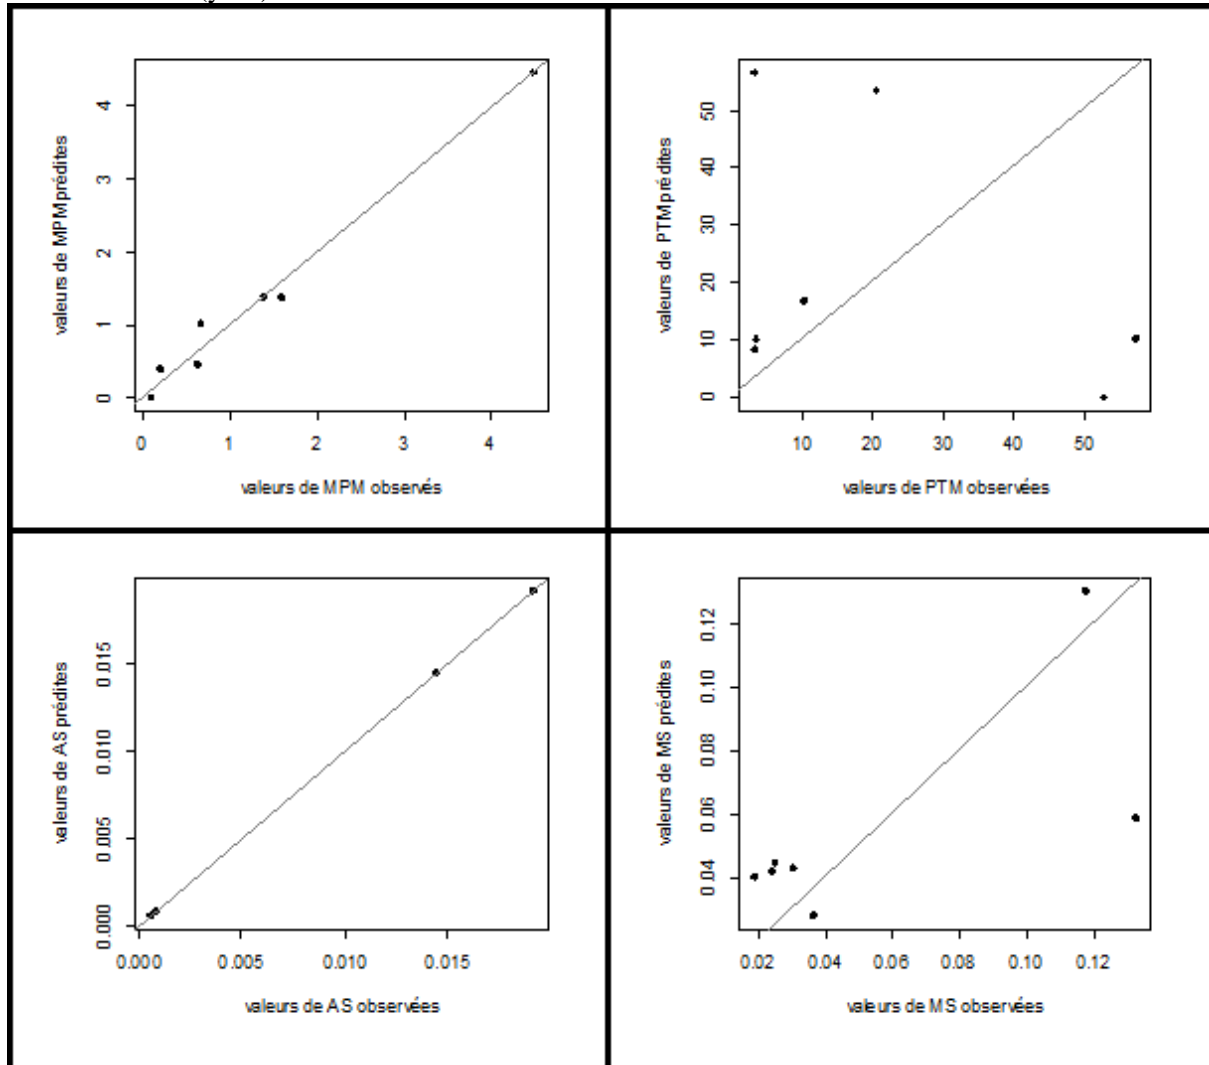 valeurs de MPM prédites
4
3
2
1
0
0 1 2 3 4
valeurs de MPM observés
valeurs de PTM prédites
50
40
30
20
10
0
10 20 30 40 50
valeurs de PTM observées
valeurs de AS prédites
0.015
0.010
0.005
0.000
0.000 0.005 0.010 0.015
valeurs de AS observées
valeurs de MS prédites
0.12
0.10
0.08
0.06
0.04
0.02 0.04 0.06 0.08 0.10 0.12
valeurs de MS observées